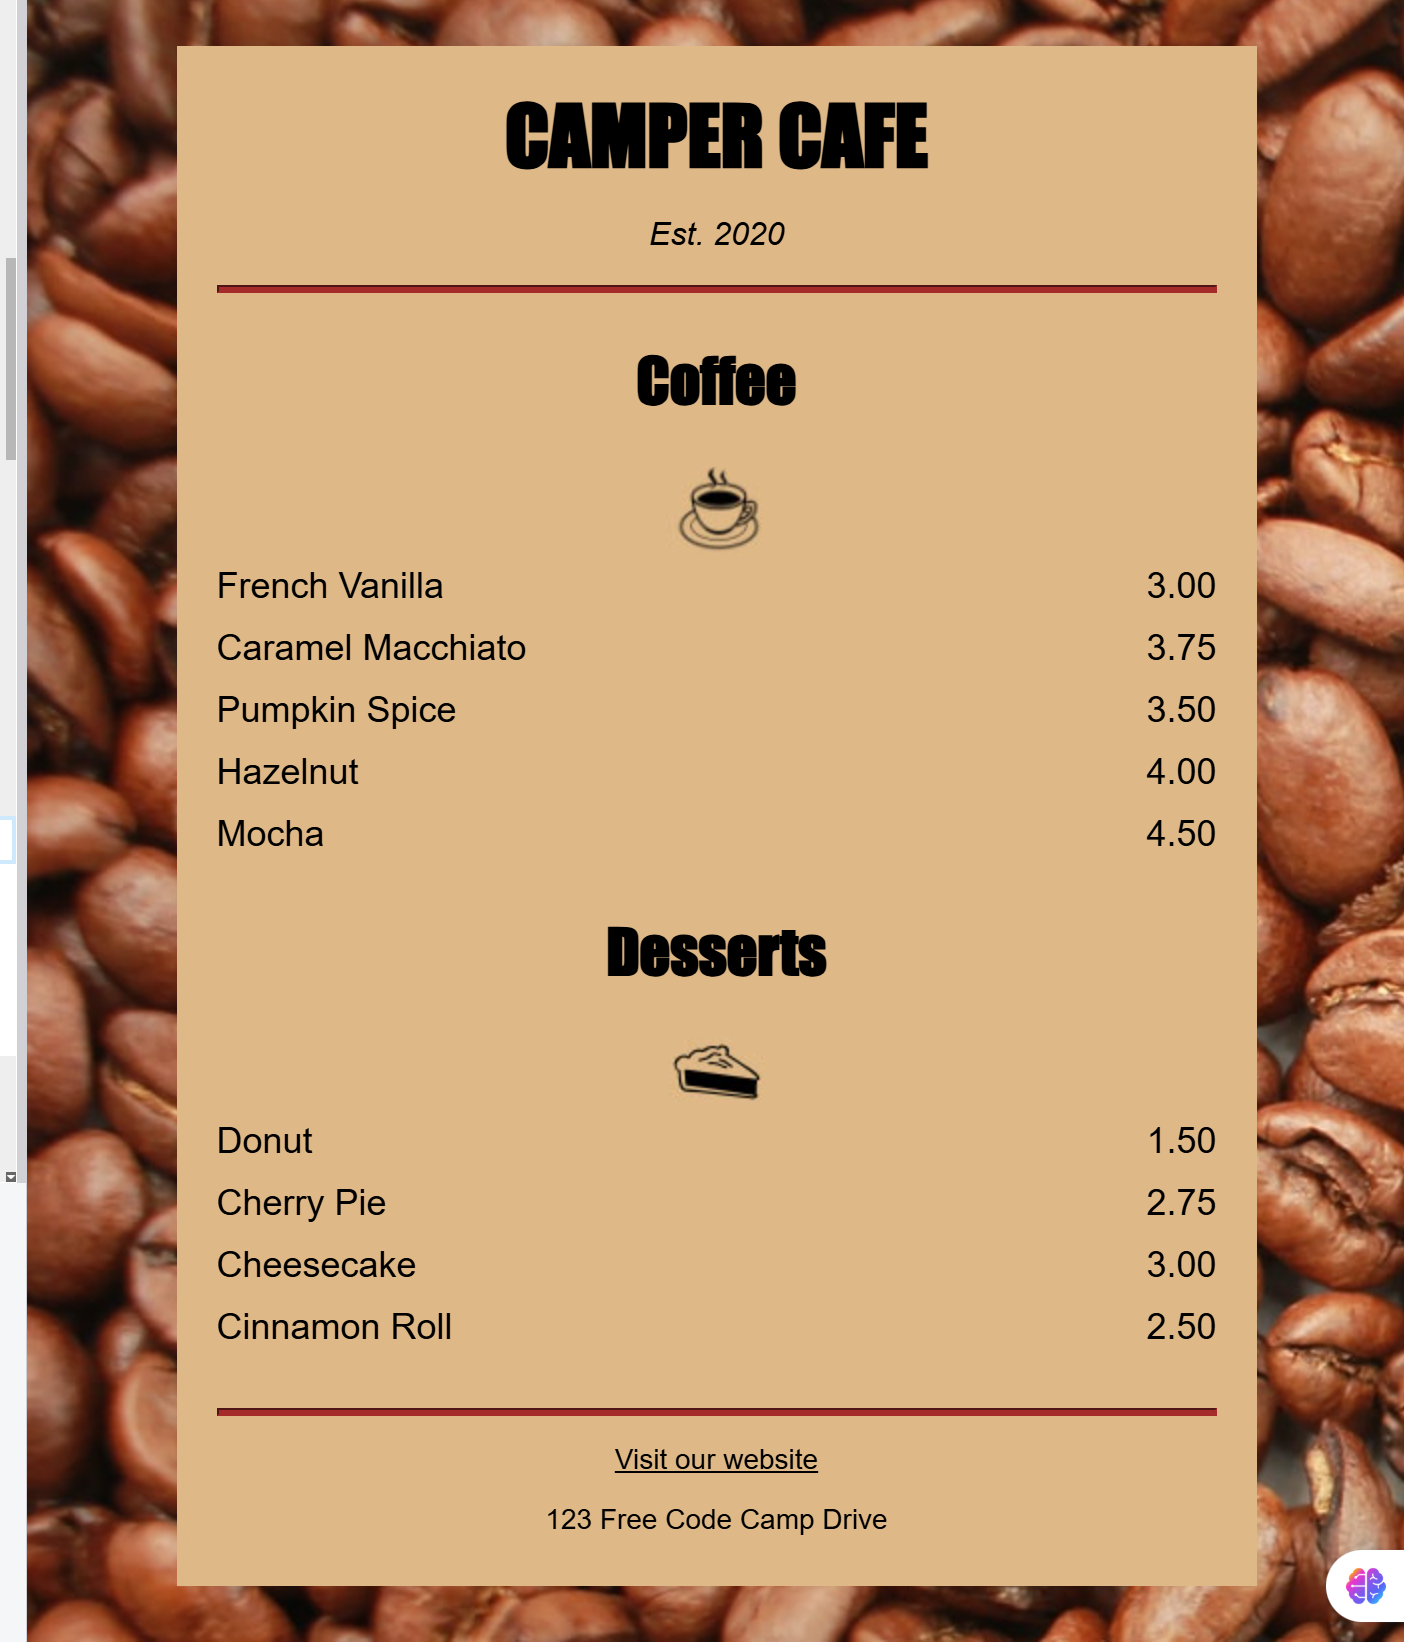 CAMPER CAFE
Est. 2020
Coffee
French Vanilla 3.00
Caramel Macchiato 3.75
Pumpkin Spice 3.50
Hazelnut 4.00
Mocha 4.50
Desserts
Donut 1.50
Cherry Pie 2.75
Cheesecake 3.00
Cinnamon Roll 2.50
Visit our website
123 Free Code Camp Drive